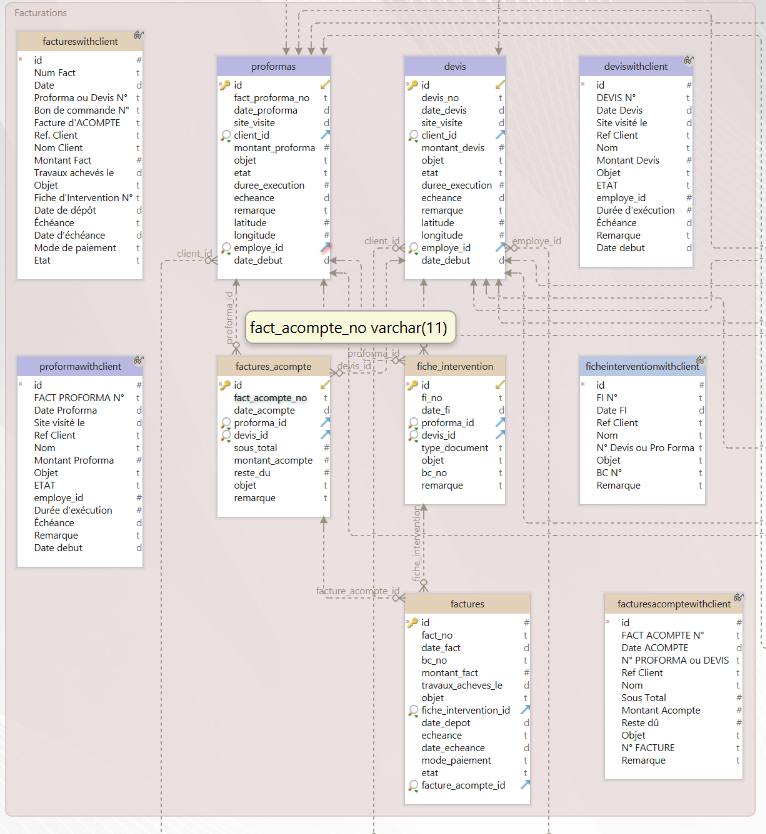 Facturations
factureswithclient
id #
Num Fact t
Date d
Proforma ou Devis N° t
Bon de commande N° t
Facture d'ACOMPTE t
Ref. Client t
Nom Client t
Montant Fact #
Travaux achevés le d
Objet t
Fiche d'Intervention N° t
Date de dépôt d
Échéance t
Date d'échéance d
Mode de paiement t
Etat t
proformas
id
fact_proforma_no t
date_proforma d
site_visite d
client_id
montant_proforma #
objet t
etat t
duree_execution #
echeance d
remarque t
latitude #
longitude #
employe_id
date_debut d
devis
id
devis_no t
date_devis d
site_visite d
client_id
montant_devis #
objet t
etat t
duree_execution #
echeance d
remarque t
latitude #
longitude #
employe_id
date_debut d
deviswithclient
id #
DEVIS N° t
Date Devis d
Site visité le d
Ref Client t
Nom t
Montant Devis #
Objet t
ETAT t
employe_id #
Durée d'exécution #
Échéance d
Remarque t
Date debut d
client_id
client_id
employe_id
proforma_id
fact_acompte_no varchar(11)
proforma_id
devis_id
proformawithclient
id #
FACT PROFORMA N° t
Date Proforma d
Site visité le d
Ref Client t
Nom t
Montant Proforma #
Objet t
ETAT t
employe_id #
Durée d'exécution #
Échéance d
Remarque t
Date debut d
factures_acompte
id
fact_acompte_no t
date_acompte d
proforma_id
devis_id
sous_total #
montant_acompte #
reste_du #
objet t
remarque t
fiche_intervention
id
fi_no t
date_fi d
proforma_id
devis_id
type_document t
objet t
bc_no t
remarque t
ficheinterventionwithclient
id #
FI N° t
Date FI d
Ref Client t
Nom t
N° Devis ou Pro Forma t
Objet t
BC N° t
Remarque t
fiche_intervention
facture_acompte_id
factures
id #
fact_no t
date_fact d
bc_no t
montant_fact #
travaux_acheves_le d
objet t
fiche_intervention_id
date_depot d
echeance t
date_echeance d
mode_paiement t
etat t
facture_acompte_id
facturesacomptewithclient
id #
FACT ACOMPTE N° t
Date ACOMPTE d
N° PROFORMA ou DEVIS t
Ref Client t
Nom t
Sous Total #
Montant Acompte #
Reste dû #
Objet t
N° FACTURE t
Remarque t